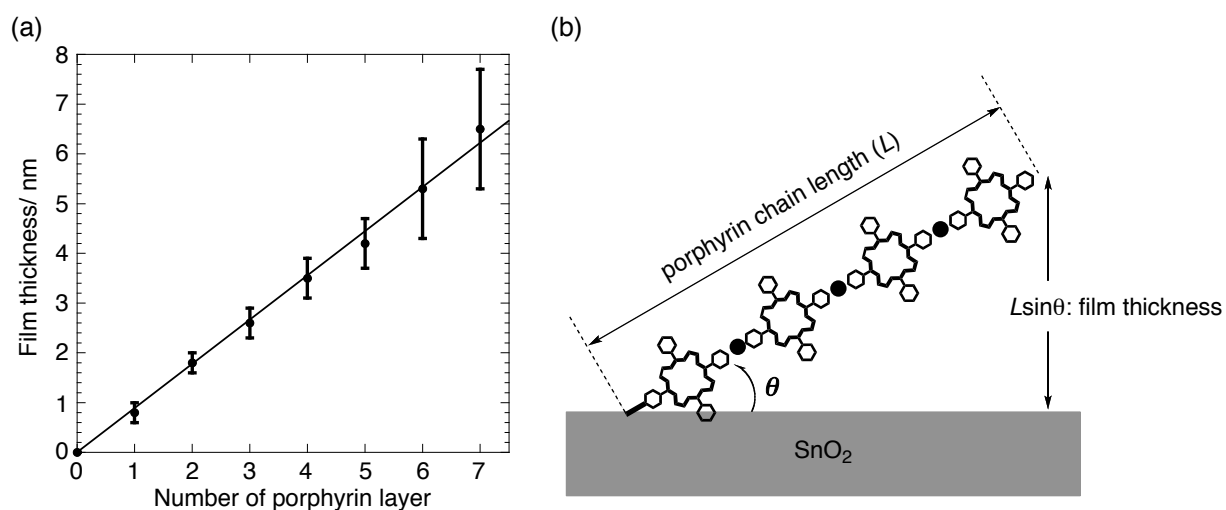 (a)
8
7
6
5
4
3
2
1
0
Film thickness/ nm
0 1 2 3 4 5 6 7
Number of porphyrin layer
(b)
porphyrin chain length (L)
θ
Lsinθ: film thickness
SnO2